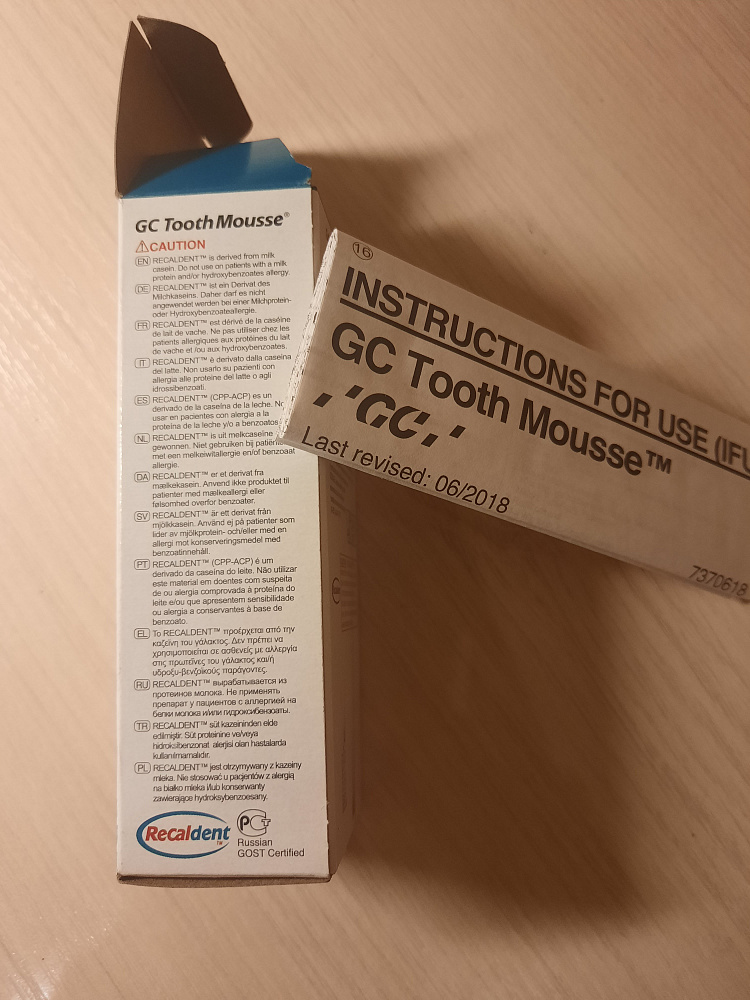 GC Tooth Mousse®
⚠CAUTION
EN RECALDENT™ is derived from milk
casein. Do not use on patients with a milk
protein and/or hydroxybenzoates allergy.
DE RECALDENT™ ist ein Derivat des
Milchkaseins. Daher darf es nicht
angewendet werden bei einer Milchprotein-
oder Hydroxybenzoateallergie.
FR RECALDENT™ est dérivé de la caséine
de lait de vache. Ne pas utiliser chez les
patients allergiques aux protéines du lait
de vache et /ou aux hydroxybenzoates.
IT RECALDENT™ è derivato dalla caseina
del latte. Non usarlo su pazienti con
allergia alle proteine del latte o agli
idrossibenzoati.
ES RECALDENT™ (CPP-ACP) es un
derivado de la caseína de la leche. No
usar en pacientes con alergia a la
proteína de la leche y/o a benzoatos
NL RECALDENT™ is uit melkcaseïne
gewonnen. Niet gebruiken bij
met een melkeiwitallergie en/of benzoaat
allergie.
DA RECALDENT™ er et derivat fra
mælkekasein. Anvend ikke produktet til
patienter med mælkeallergi eller
følsomhed overfor benzoater.
SV RECALDENT™ är ett derivat från
mjölkkasein. Använd ej på patienter som
lider av mjölkprotein- och/eller med en
allergi mot konserveringsmedel med
benzoatinnehåll.
PT RECALDENT™ (CPP-ACP) é um
derivado da caseína do leite. Não utilizar
este material em doentes com suspeita
de ou alergia comprovada à proteína do
leite e/ou que apresentem sensibilidade
ou alergia a conservantes à base de
benzoato.
EL Το RECALDENT™ προέρχεται από την
καζεΐνη του γάλακτος. Δεν πρέπει να
χρησιμοποιείται σε ασθενείς με αλλεργία
στις πρωτεΐνες του γάλακτος και/ή
υδροξυ-βενζοϊκούς παράγοντες.
RU RECALDENT™ вырабатывается из
протеинов молока. Не применять
препарат у пациентов с аллергией на
белки молока и/или гидроксибензоаты.
TR RECALDENT™ süt kazeininden elde
edilmiştir. Süt proteinine ve/veya
hidroksibenzonat alerjisi olan hastalarda
kullanılmamalıdır.
PL RECALDENT™ jest otrzymywany z kazeiny
mleka. Nie stosować u pacjentów z alergią
na białko mleka i/lub konserwanty
zawierające hydroksybenzoesany.
Recaldent™
Russian
GOST Certified
16
INSTRUCTIONS FOR USE (IFU
GC Tooth Mousse™
'GC,'
Last revised: 06/2018
7370618